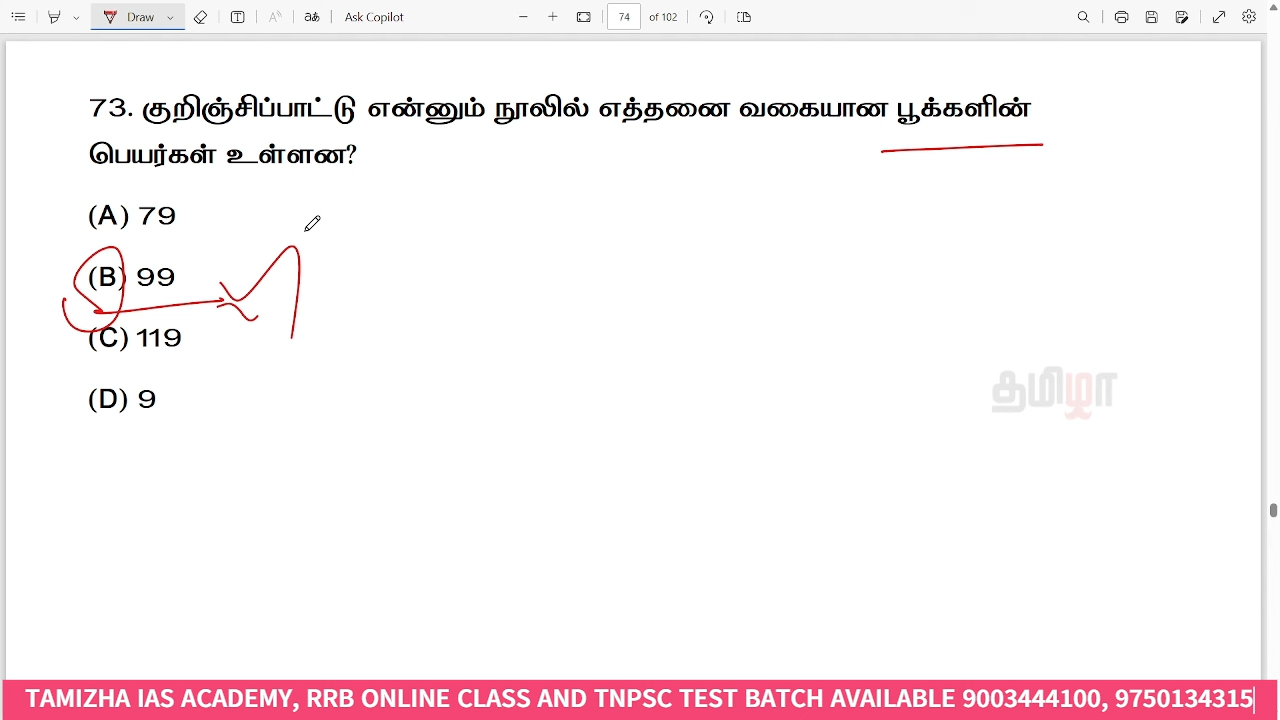 Draw
Ask Copilot
74 of 102
73. குறிஞ்சிப்பாட்டு என்னும் நூலில் எத்தனை வகையான பூக்களின்
பெயர்கள் உள்ளன?
(A) 79
(B) 99
(C) 119
(D) 9
தமிழா
TAMIZHA IAS ACADEMY, RRB ONLINE CLASS AND TNPSC TEST BATCH AVAILABLE 9003444100, 9750134315